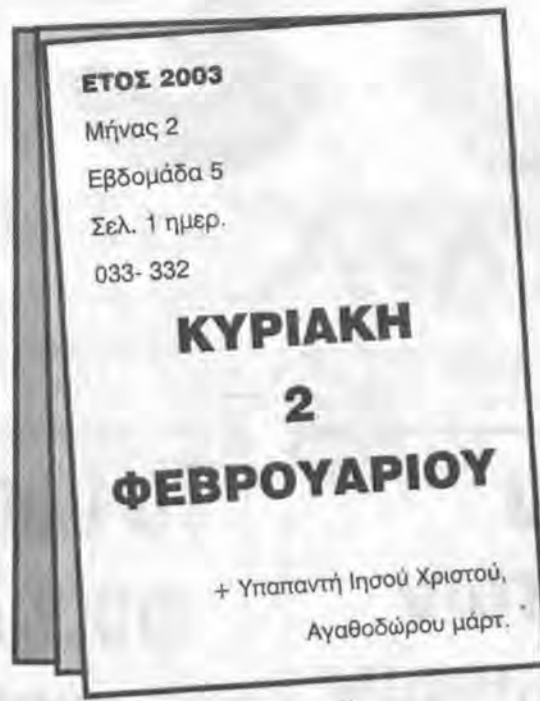 ΕΤΟΣ 2003
Μήνας 2
Εβδομάδα 5
Σελ. 1 ημερ.
033- 332
ΚΥΡΙΑΚΗ
2
ΦΕΒΡΟΥΑΡΙΟΥ
+ Υπαπαντή Ιησού Χριστού,
Αγαθοδώρου μάρτ.